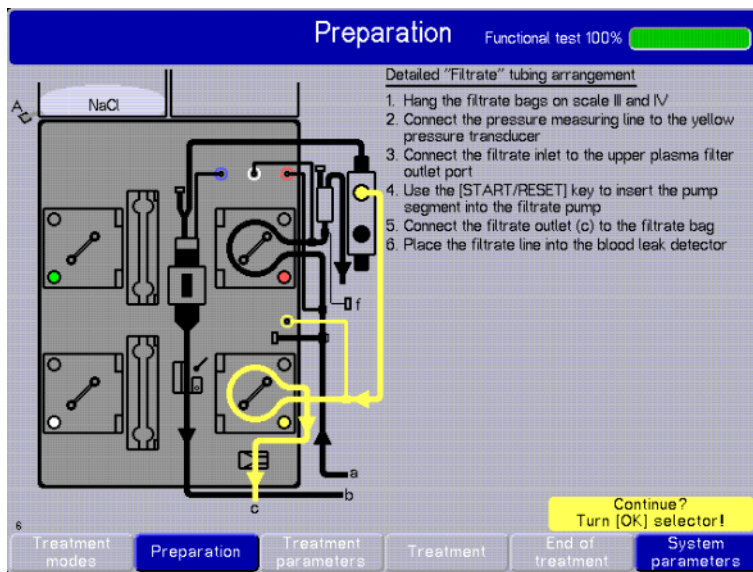 Preparation
Functional test 100%
Detailed "Filtrate" tubing arrangement
1. Hang the filtrate bags on scale III and IV
2. Connect the pressure measuring line to the yellow
pressure transducer
3. Connect the filtrate inlet to the upper plasma filter
outlet port
4. Use the [START/RESET] key to insert the pump
segment into the filtrate pump
5. Connect the filtrate outlet (c) to the filtrate bag
6. Place the filtrate line into the blood leak detector
A
NaCl
f
a
b
c
Continue?
Turn [OK] selector!
6
Treatment
modes
Preparation
Treatment
parameters
Treatment
End of
treatment
System
parameters